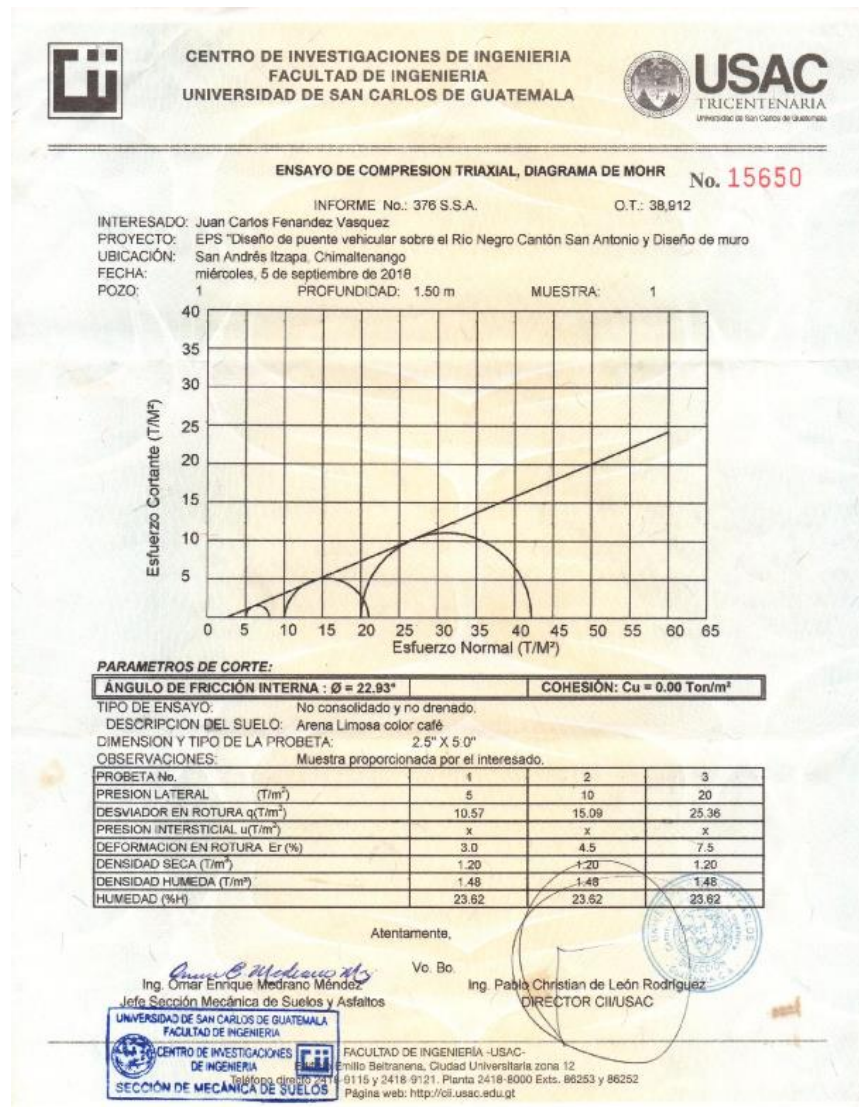 CENTRO DE INVESTIGACIONES DE INGENIERIA
FACULTAD DE INGENIERIA
UNIVERSIDAD DE SAN CARLOS DE GUATEMALA
USAC
TRICENTENARIA
Universidad de San Carlos de Guatemala
ENSAYO DE COMPRESION TRIAXIAL, DIAGRAMA DE MOHR
No. 15650
INFORME No.: 376 S.S.A. O.T.: 38,912
INTERESADO: Juan Carlos Fenandez Vasquez
PROYECTO: EPS "Diseño de puente vehicular sobre el Rio Negro Cantón San Antonio y Diseño de muro
UBICACIÓN: San Andrés Itzapa, Chimaltenango
FECHA: miércoles, 5 de septiembre de 2018
POZO: 1 PROFUNDIDAD: 1.50 m MUESTRA: 1
40
35
30
25
20
15
10
5
Esfuerzo Cortante (T/M²)
0 5 10 15 20 25 30 35 40 45 50 55 60 65
Esfuerzo Normal (T/M²)
PARAMETROS DE CORTE:
ÁNGULO DE FRICCIÓN INTERNA : Ø = 22.93° COHESIÓN: Cu = 0.00 Ton/m²
TIPO DE ENSAYO: No consolidado y no drenado.
DESCRIPCION DEL SUELO: Arena Limosa color café
DIMENSION Y TIPO DE LA PROBETA: 2.5" X 5.0"
OBSERVACIONES: Muestra proporcionada por el interesado.
PROBETA No. 1 2 3
PRESION LATERAL (T/m²) 5 10 20
DESVIADOR EN ROTURA q(T/m²) 10.57 15.09 25.36
PRESION INTERSTICIAL u(T/m²) x x x
DEFORMACION EN ROTURA Er (%) 3.0 4.5 7.5
DENSIDAD SECA (T/m³) 1.20 1.20 1.20
DENSIDAD HUMEDA (T/m³) 1.48 1.48 1.48
HUMEDAD (%H) 23.62 23.62 23.62
Atentamente,
Vo. Bo.
Ing. Omar Enrique Medrano Méndez Ing. Pablo Christian de León Rodríguez
Jefe Sección Mecánica de Suelos y Asfaltos DIRECTOR CII/USAC
UNIVERSIDAD DE SAN CARLOS DE GUATEMALA
FACULTAD DE INGENIERIA
CENTRO DE INVESTIGACIONES
DE INGENIERIA
SECCIÓN DE MECÁNICA DE SUELOS
FACULTAD DE INGENIERÍA -USAC-
Emilio Beltranena, Ciudad Universitaria zona 12
Teléfono directo 2418-9115 y 2418-9121. Planta 2418-8000 Exts. 86253 y 86252
Página web: http://cii.usac.edu.gt